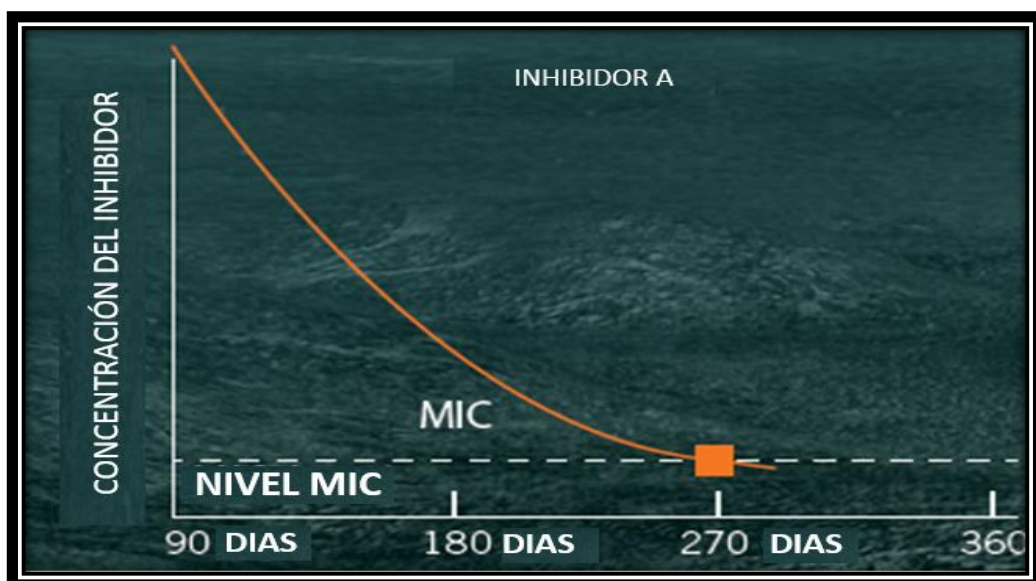 INHIBIDOR A
CONCENTRACIÓN DEL INHIBIDOR
MIC
NIVEL MIC
90 DIAS 180 DIAS 270 DIAS 360